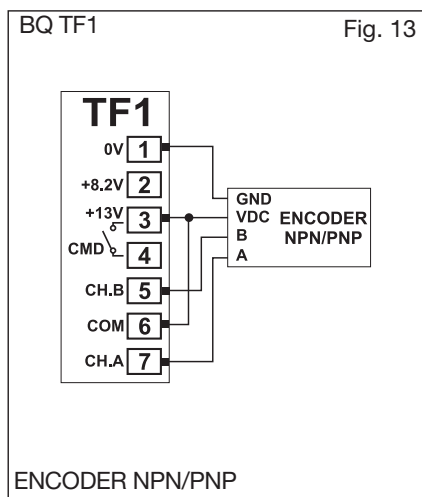 BQ TF1 Fig. 13
TF1
0V 1
+8.2V 2
+13V 3
CMD 4
CH.B 5
COM 6
CH.A 7
GND
VDC
B
A
ENCODER
NPN/PNP
ENCODER NPN/PNP